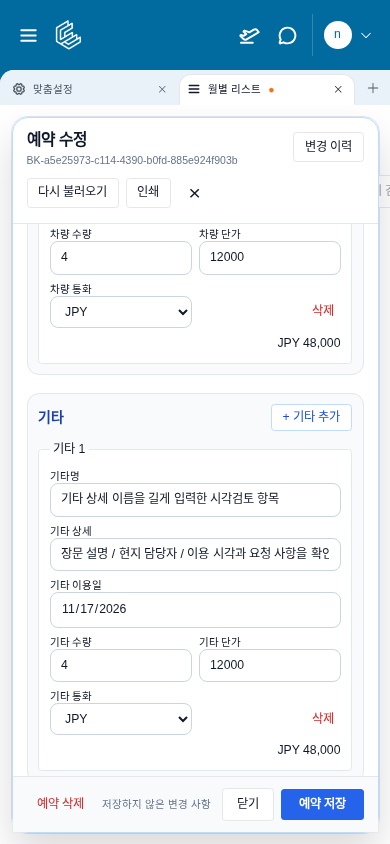 n
맞춤설정
월별 리스트
예약 수정
변경 이력
BK-a5e25973-c114-4390-b0fd-885e924f903b
다시 불러오기
인쇄
차량 수량
차량 단가
4
12000
차량 통화
JPY
삭제
JPY 48,000
기타
+ 기타 추가
기타 1
기타명
기타 상세 이름을 길게 입력한 시각검토 항목
기타 상세
장문 설명 / 현지 담당자 / 이용 시각과 요청 사항을 확인
기타 이용일
11/17/2026
기타 수량
기타 단가
4
12000
기타 통화
JPY
삭제
JPY 48,000
예약 삭제
저장하지 않은 변경 사항
닫기
예약 저장